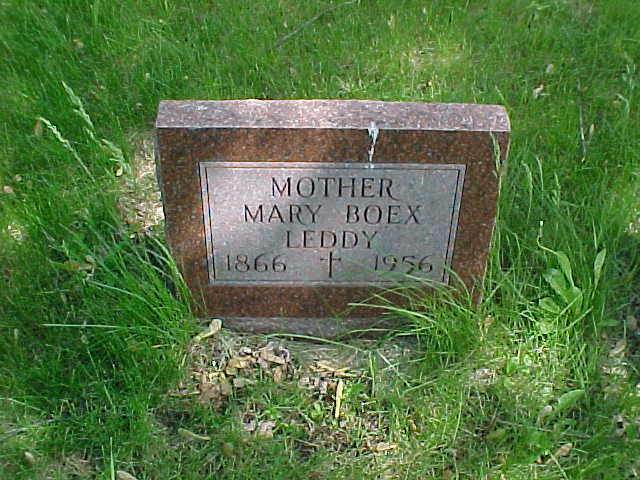 MOTHER
MARY BOEX
LEDDY
1866 † 1956